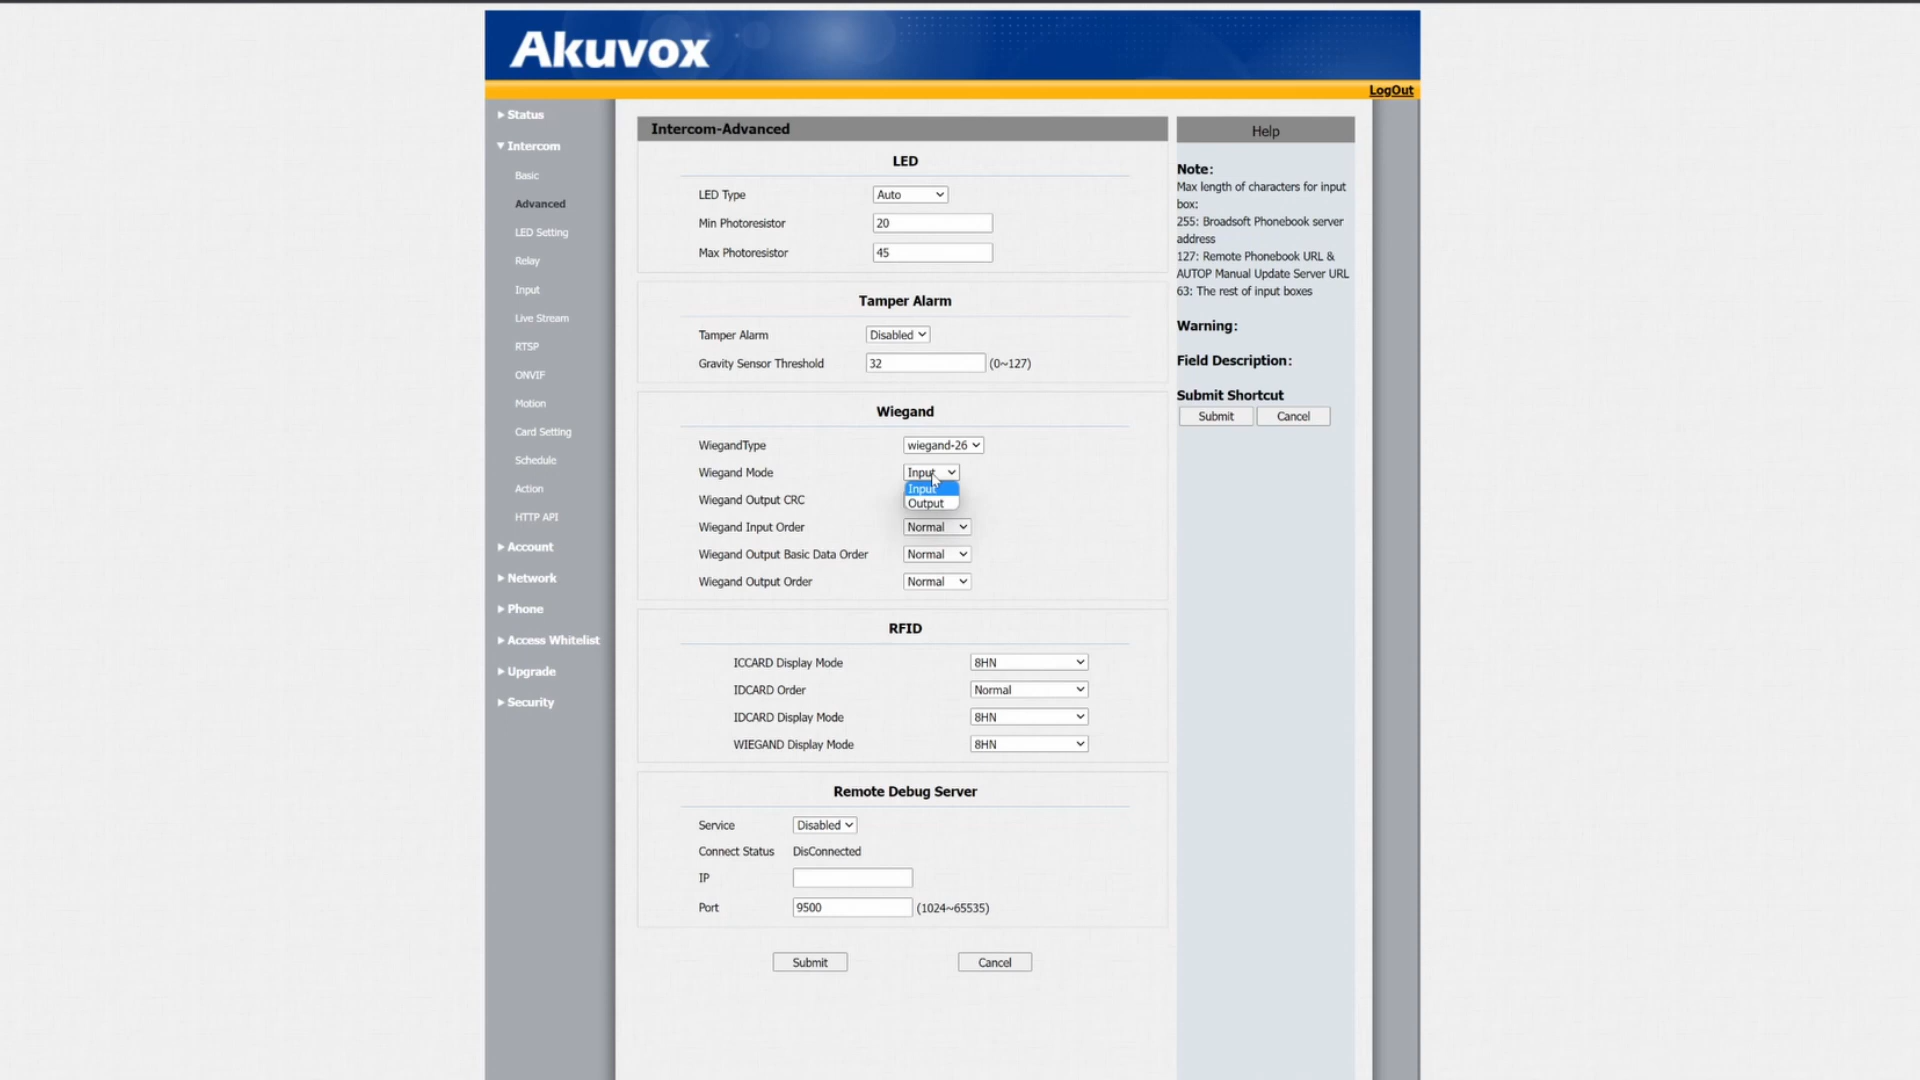 Akuvox
LogOut
Status
Intercom
Basic
Advanced
LED Setting
Relay
Input
Live Stream
RTSP
ONVIF
Motion
Card Setting
Schedule
Action
HTTP API
Account
Network
Phone
Access Whitelist
Upgrade
Security
Intercom-Advanced
LED
LED Type Auto
Min Photoresistor 20
Max Photoresistor 45
Tamper Alarm
Tamper Alarm Disabled
Gravity Sensor Threshold 32 (0~127)
Wiegand
WiegandType wiegand-26
Wiegand Mode Input
Input
Output
Wiegand Output CRC
Wiegand Input Order Normal
Wiegand Output Basic Data Order Normal
Wiegand Output Order Normal
RFID
ICCARD Display Mode 8HN
IDCARD Order Normal
IDCARD Display Mode 8HN
WIEGAND Display Mode 8HN
Remote Debug Server
Service Disabled
Connect Status DisConnected
IP
Port 9500 (1024~65535)
Submit Cancel
Help
Note:
Max length of characters for input
box:
255: Broadsoft Phonebook server
address
127: Remote Phonebook URL &
AUTOP Manual Update Server URL
63: The rest of input boxes
Warning:
Field Description:
Submit Shortcut
Submit Cancel